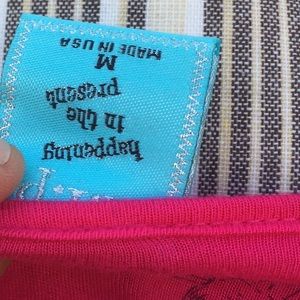 happening
in the
present
M
MADE IN USA